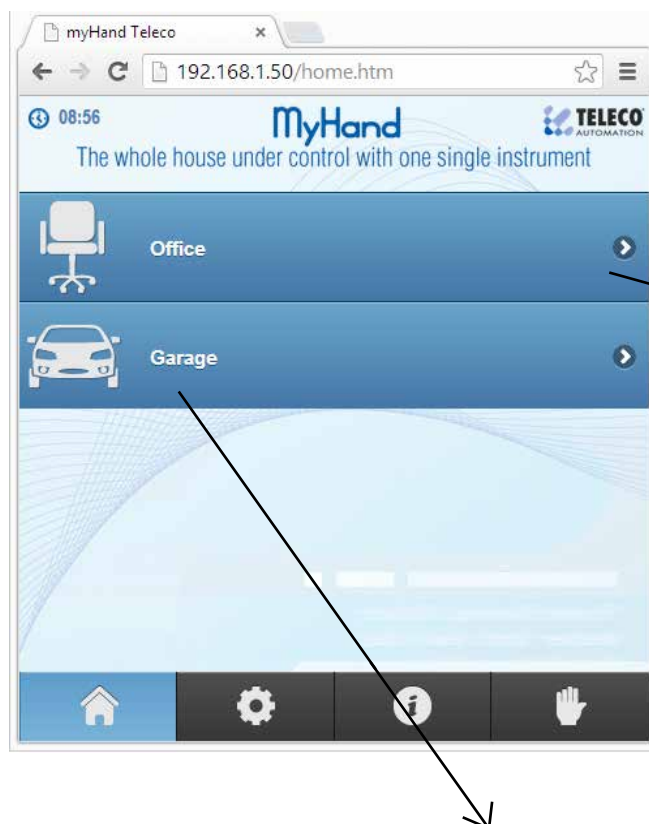 myHand Teleco
192.168.1.50/home.htm
08:56
MyHand
TELECO
AUTOMATION
The whole house under control with one single instrument
Office
Garage
i